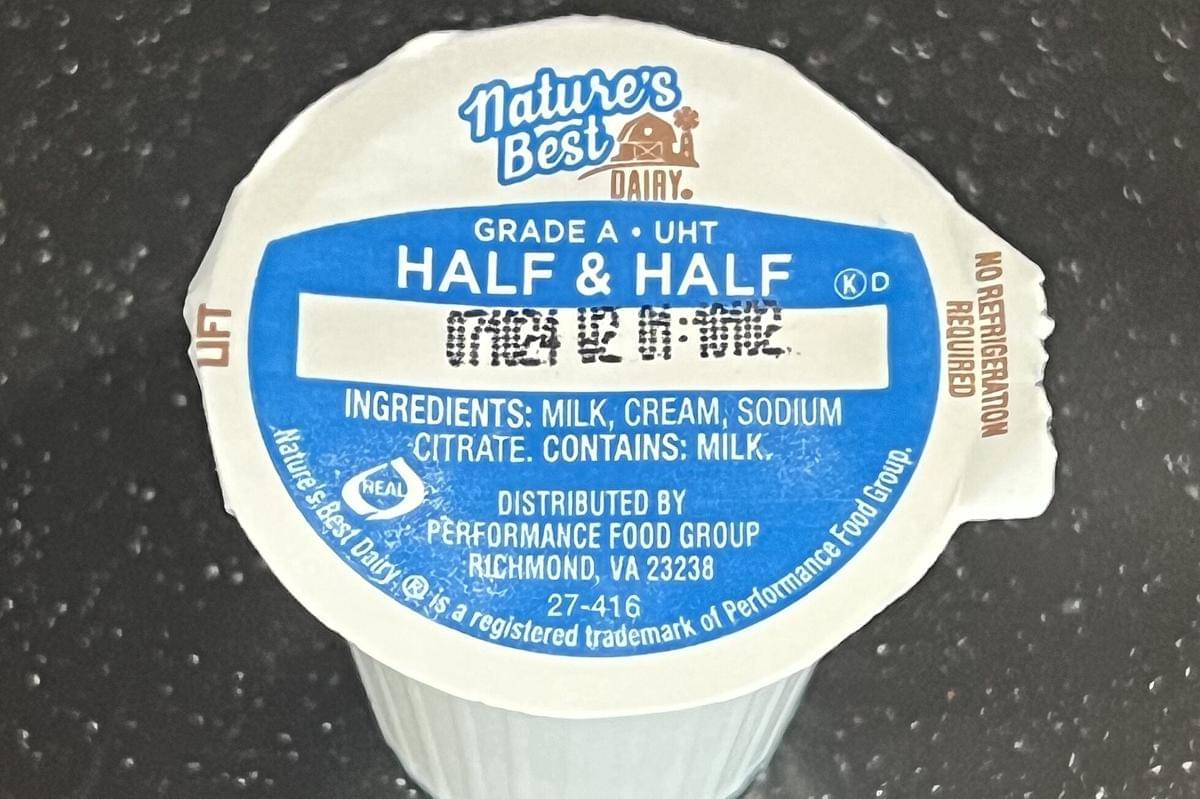 Nature's
Best
DAIRY.
GRADE A • UHT
HALF & HALF
K D
LIFT
NO REFRIGERATION
REQUIRED
INGREDIENTS: MILK, CREAM, SODIUM
CITRATE. CONTAINS: MILK.
REAL
DISTRIBUTED BY
PERFORMANCE FOOD GROUP
RICHMOND, VA 23238
27-416
Nature's Best Dairy ® is a registered trademark of Performance Food Group.